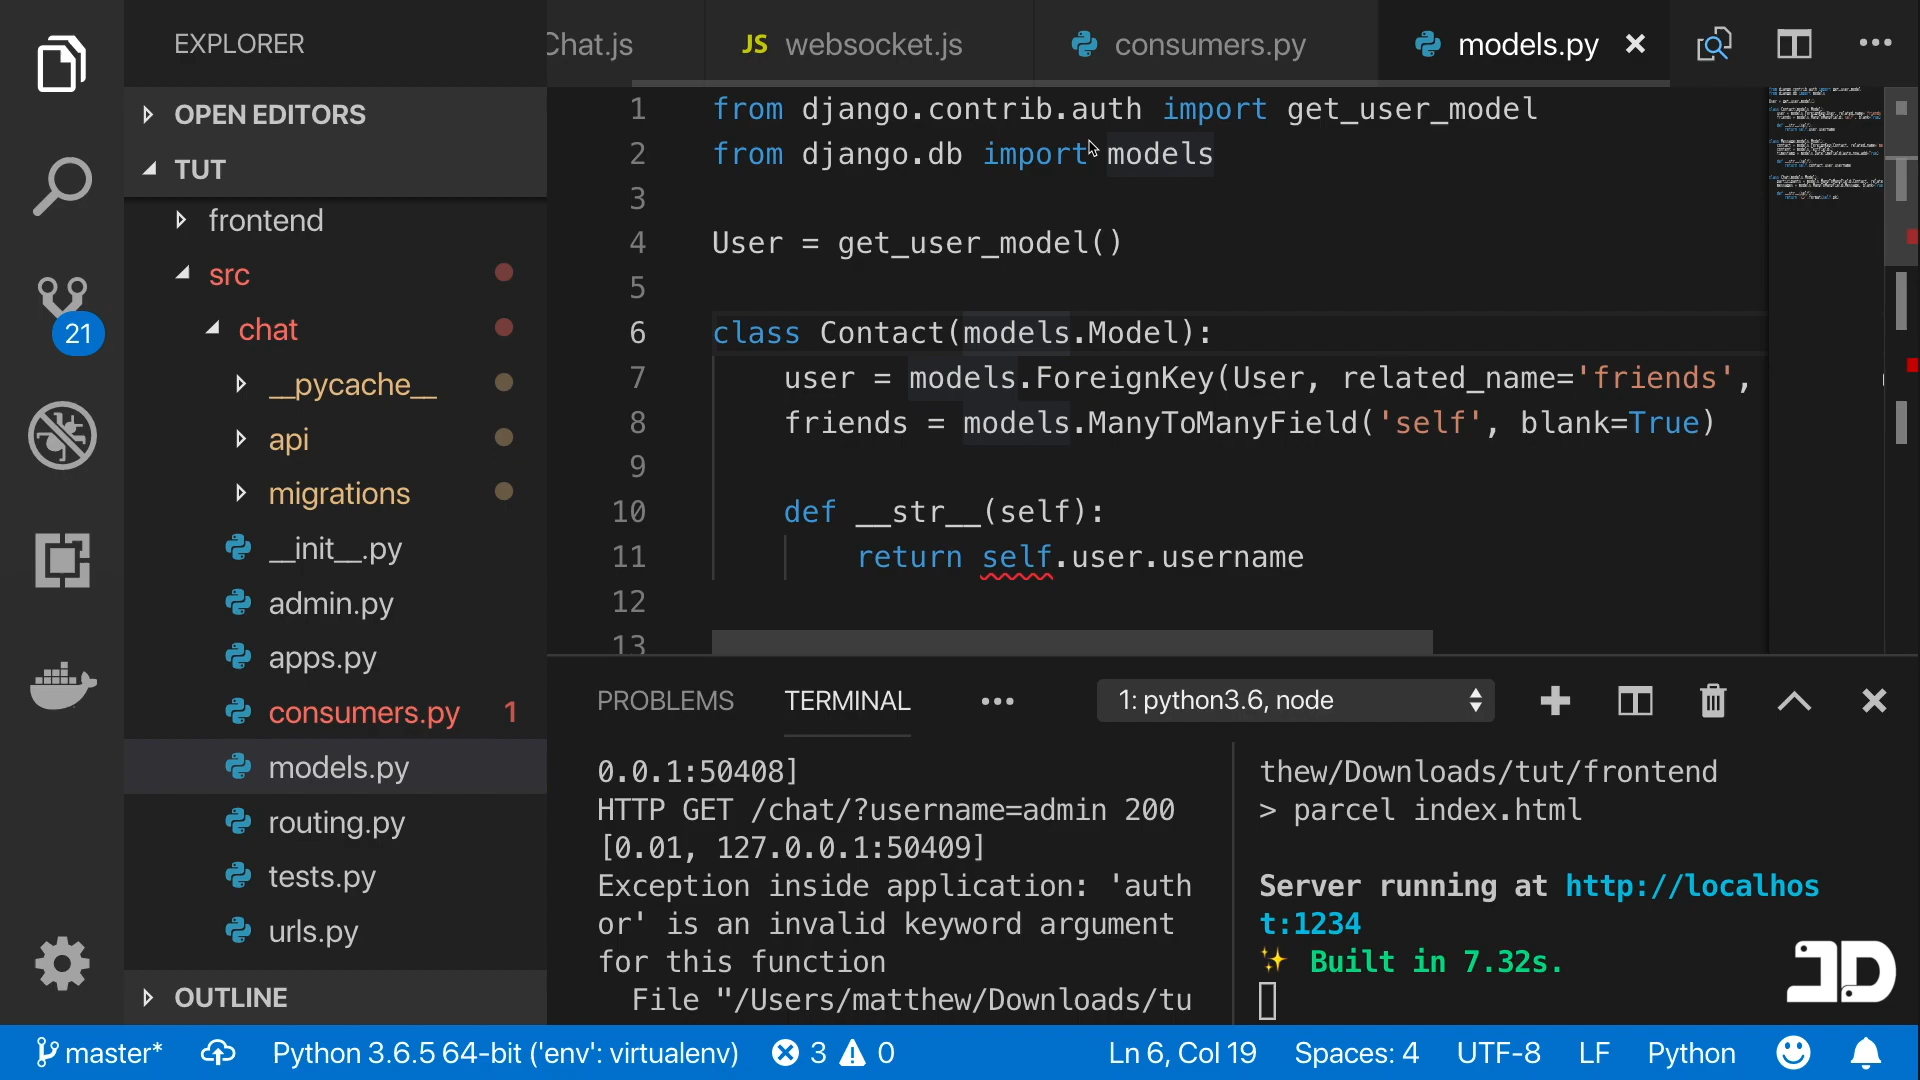 EXPLORER
Chat.js
JS websocket.js
consumers.py
models.py
OPEN EDITORS
TUT
frontend
src
chat
__pycache__
api
migrations
__init__.py
admin.py
apps.py
consumers.py 1
models.py
routing.py
tests.py
urls.py
OUTLINE
21
1 from django.contrib.auth import get_user_model
2 from django.db import models
3
4 User = get_user_model()
5
6 class Contact(models.Model):
7 user = models.ForeignKey(User, related_name='friends',
8 friends = models.ManyToManyField('self', blank=True)
9
10 def __str__(self):
11 return self.user.username
12
13
PROBLEMS TERMINAL 1: python3.6, node
0.0.1:50408]
HTTP GET /chat/?username=admin 200
[0.01, 127.0.0.1:50409]
Exception inside application: 'auth
or' is an invalid keyword argument
for this function
File "/Users/matthew/Downloads/tu
thew/Downloads/tut/frontend
> parcel index.html
Server running at http://localhos
t:1234
✨ Built in 7.32s.
JD
master* Python 3.6.5 64-bit ('env': virtualenv) 3 0 Ln 6, Col 19 Spaces: 4 UTF-8 LF Python